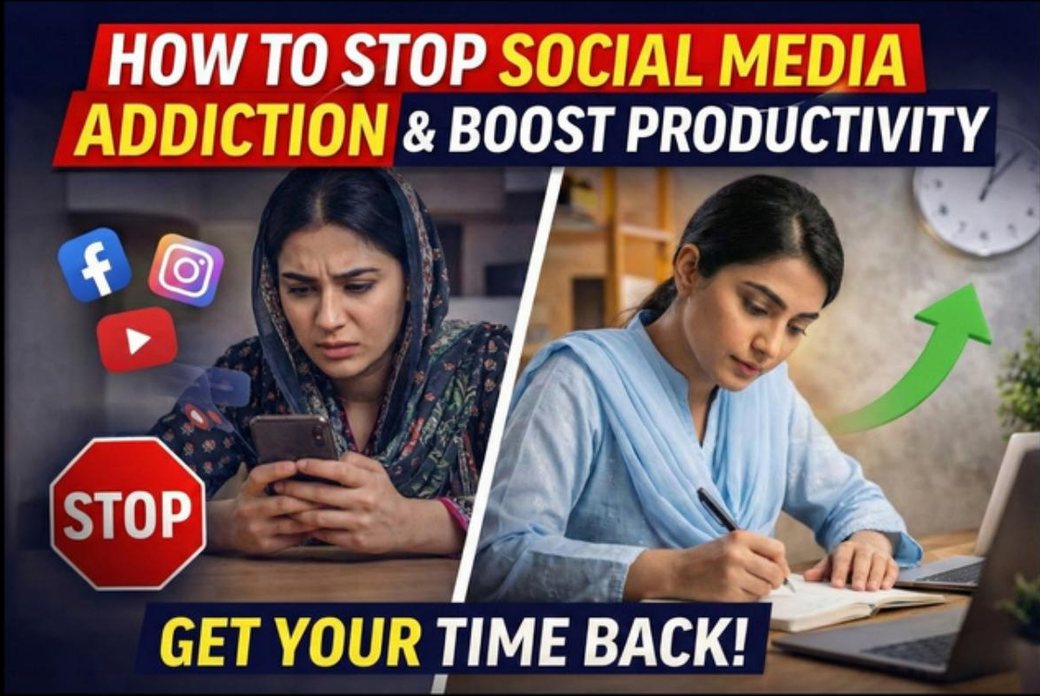 HOW TO STOP SOCIAL MEDIA
ADDICTION & BOOST PRODUCTIVITY
STOP
GET YOUR TIME BACK!